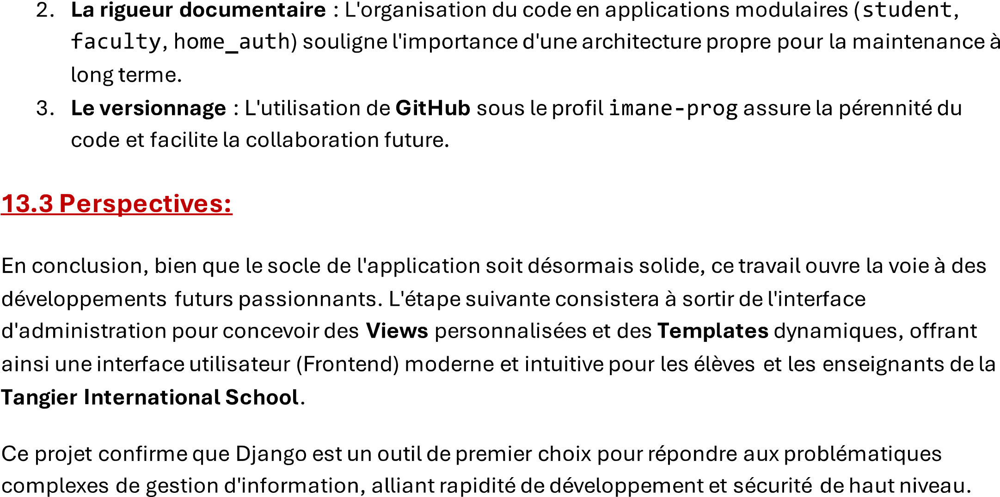 2. La rigueur documentaire : L'organisation du code en applications modulaires (student,
faculty, home_auth) souligne l'importance d'une architecture propre pour la maintenance à
long terme.
3. Le versionnage : L'utilisation de GitHub sous le profil imane-prog assure la pérennité du
code et facilite la collaboration future.
13.3 Perspectives:
En conclusion, bien que le socle de l'application soit désormais solide, ce travail ouvre la voie à des
développements futurs passionnants. L'étape suivante consistera à sortir de l'interface
d'administration pour concevoir des Views personnalisées et des Templates dynamiques, offrant
ainsi une interface utilisateur (Frontend) moderne et intuitive pour les élèves et les enseignants de la
Tangier International School.
Ce projet confirme que Django est un outil de premier choix pour répondre aux problématiques
complexes de gestion d'information, alliant rapidité de développement et sécurité de haut niveau.